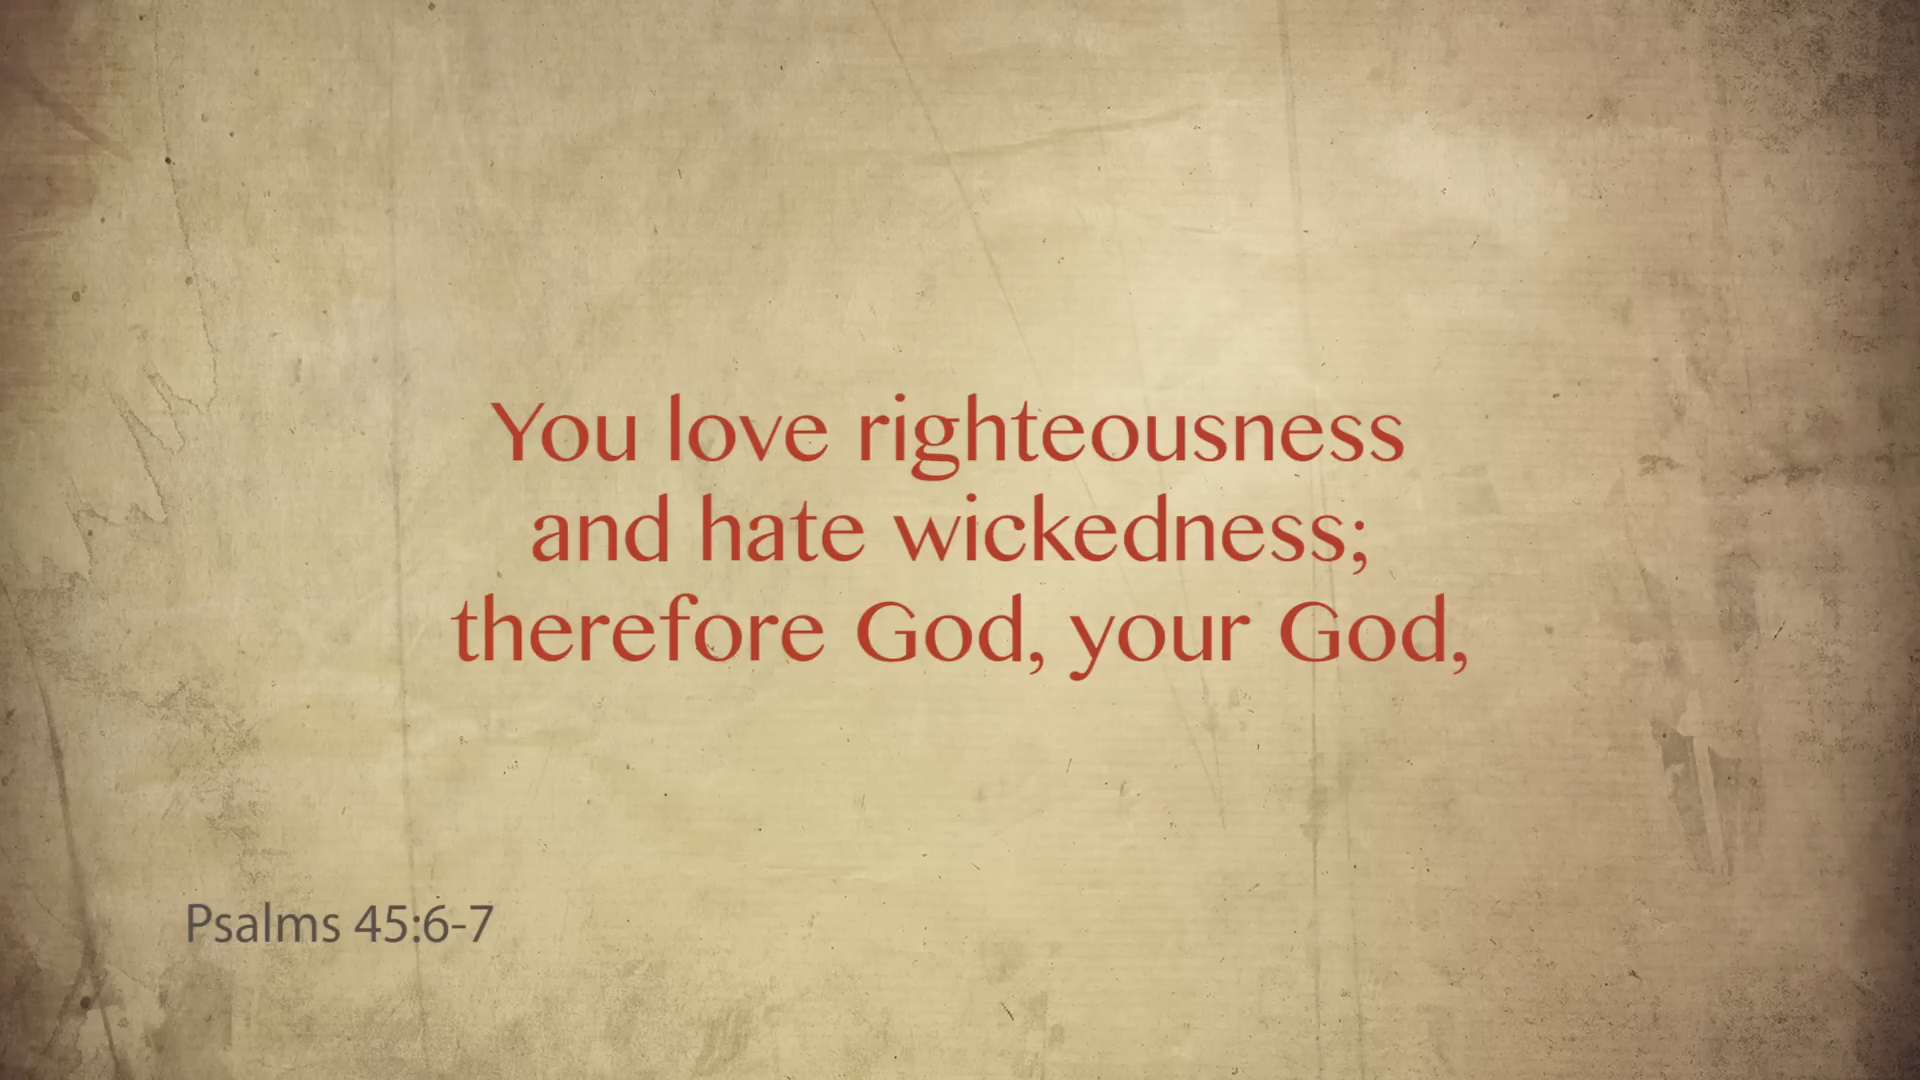 You love righteousness
and hate wickedness;
therefore God, your God,
Psalms 45:6-7